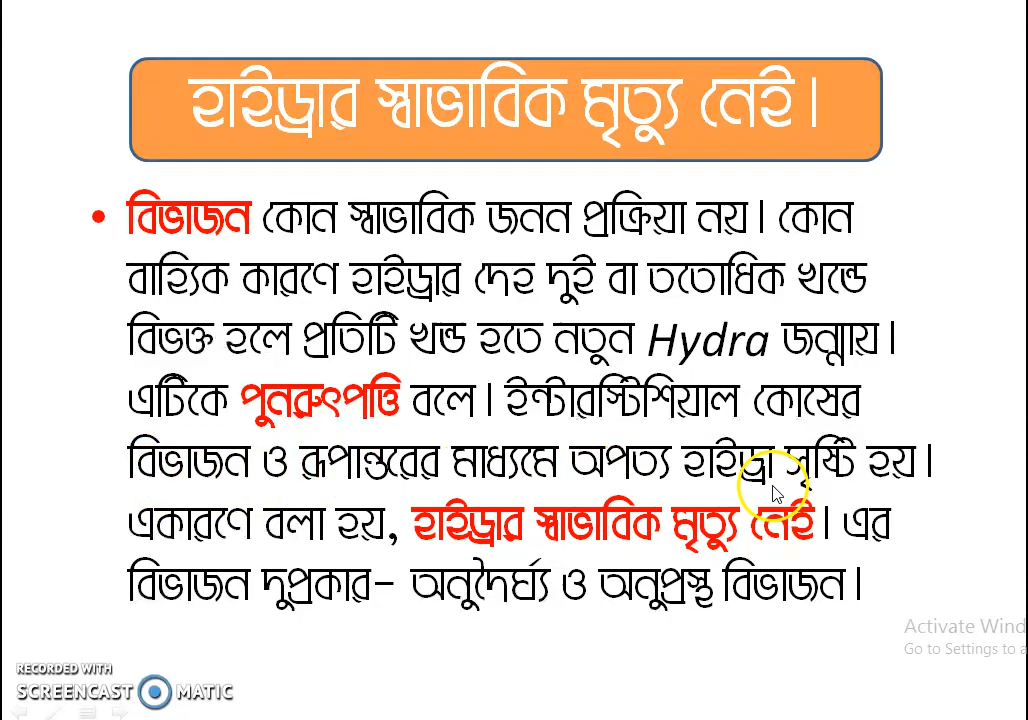 হাইড্রার স্বাভাবিক মৃত্যু নেই।
• বিভাজন কোন স্বাভাবিক জনন প্রক্রিয়া নয়। কোন
বাহ্যিক কারণে হাইড্রার দেহ দুই বা ততোধিক খন্ডে
বিভক্ত হলে প্রতিটি খন্ড হতে নতুন Hydra জন্মায়।
এটিকে পুনরুৎপত্তি বলে। ইন্টারস্টিশিয়াল কোষের
বিভাজন ও রূপান্তরের মাধ্যমে অপত্য হাইড্রা সৃষ্টি হয়।
একারণে বলা হয়, হাইড্রার স্বাভাবিক মৃত্যু নেই। এর
বিভাজন দুপ্রকার- অনুদৈর্ঘ্য ও অনুপ্রস্থ বিভাজন।
Activate Wind
Go to Settings to a
RECORDED WITH
SCREENCAST MATIC